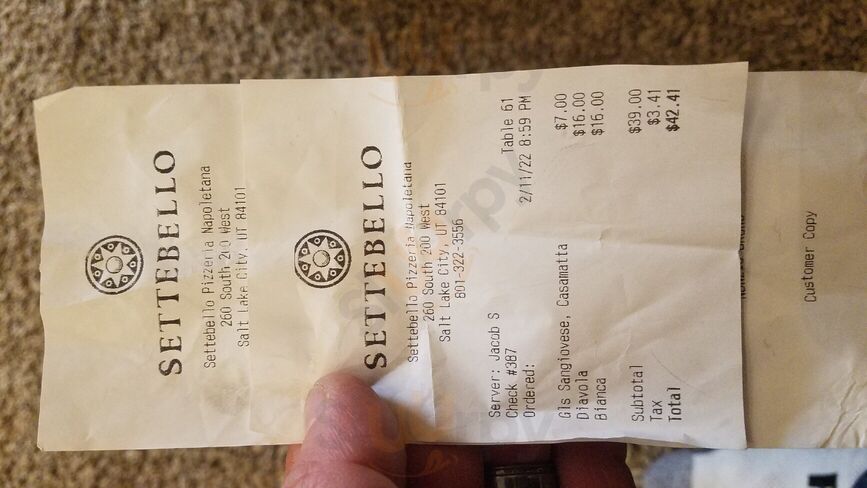 SETTEBELLO
Settebello Pizzeria Napoletana
260 South 200 West
Salt Lake City, UT 84101
SETTEBELLO
Settebello Pizzeria Napoletana
260 South 200 West
Salt Lake City, UT 84101
801-322-3556
Server: Jacob S Table 61
Check #387 2/11/22 8:59 PM
Ordered:
Gls Sangiovese, Casamatta $7.00
Diavola $16.00
Bianca $16.00
Subtotal $39.00
Tax $3.41
Total $42.41
Customer Copy